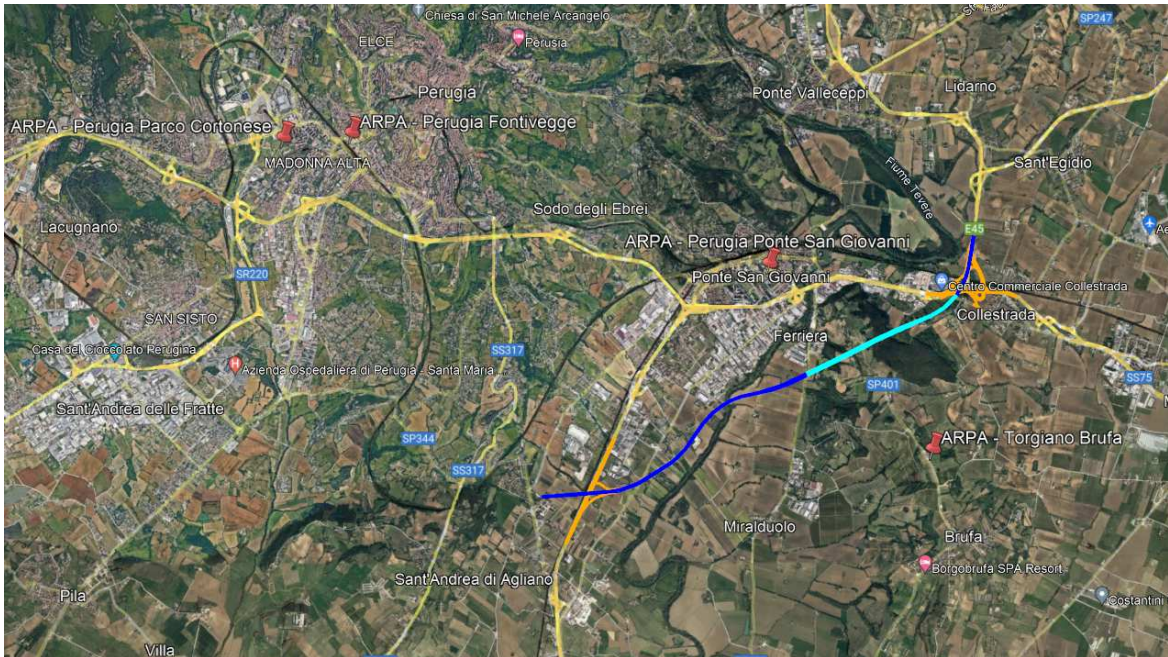 Chiesa di San Michele Arcangelo
SP247
ELCE
Perusia
Perugia
Ponte Valleceppi
Lidarno
ARPA - Perugia Parco Cortonese
ARPA - Perugia Fontivegge
MADONNA ALTA
Sant'Egidio
Fiume Tevere
Lacugnano
Sodo degli Ebrei
E45
Ae
ARPA - Perugia Ponte San Giovanni
SR220
Ponte San Giovanni
Centro Commerciale Collestrada
Collestrada
SAN SISTO
Ferriera
Casa del Cioccolato Perugina
SS317
Azienda Ospedaliera di Perugia - Santa Maria ...
SP401
SS75
Sant'Andrea delle Fratte
SP344
ARPA - Torgiano Brufa
SS317
Miralduolo
Brufa
Borgobrufa SPA Resort
Sant'Andrea di Agliano
Pila
Costantini
Villa